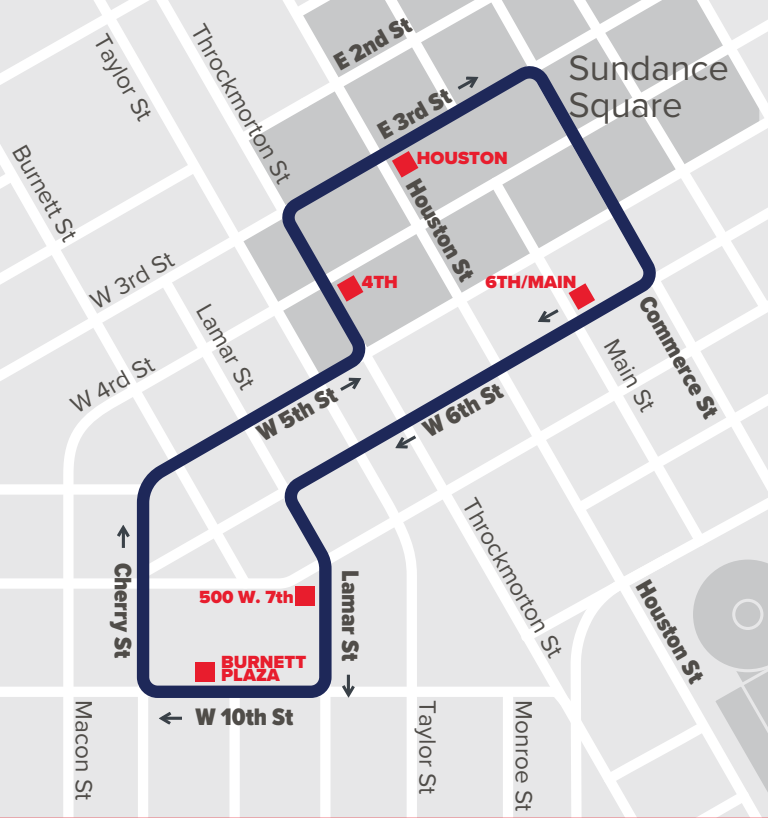 E 2nd St
Taylor St
Throckmorton St
Sundance
Square
E 3rd St
HOUSTON
Burnett St
Houston St
W 3rd St
4TH
6TH/MAIN
Lamar St
Commerce St
W 4rd St
Main St
W 5th St
W 6th St
Throckmorton St
Cherry St
500 W. 7th
Lamar St
Houston St
BURNETT
PLAZA
W 10th St
Macon St
Taylor St
Monroe St